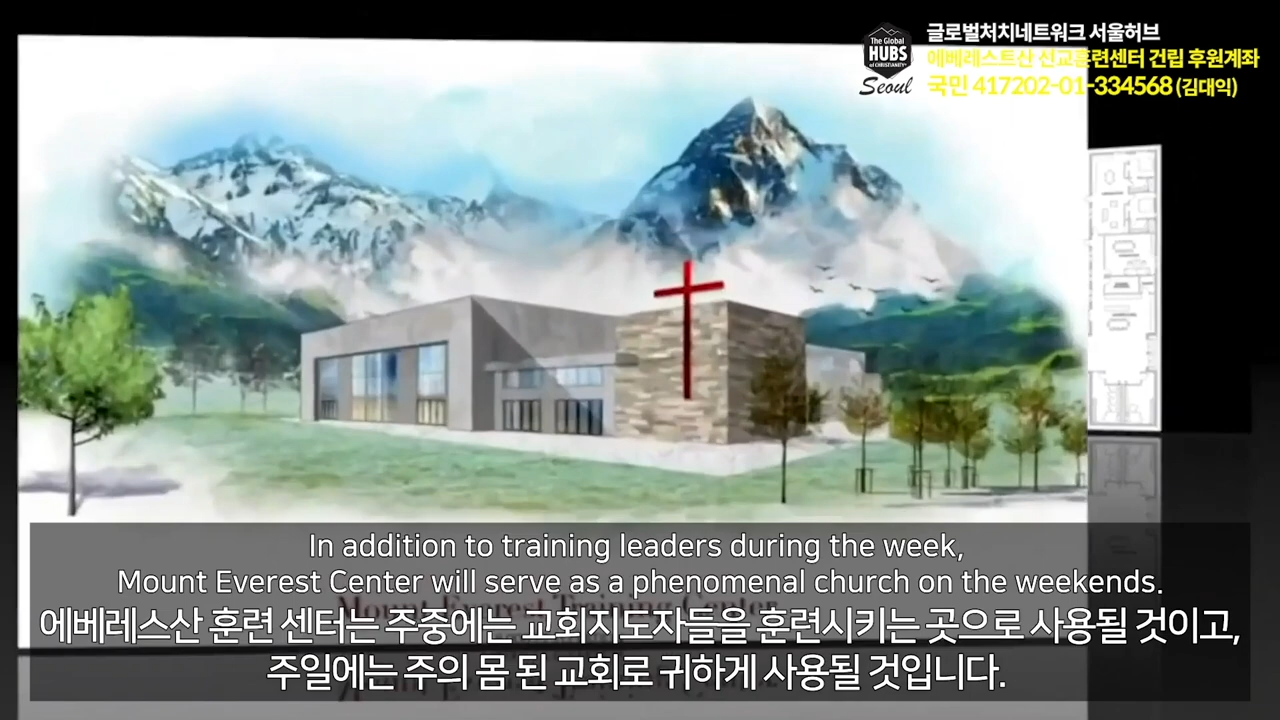 The Global
HUBS
of CHRISTIANITY
Seoul
글로벌처치네트워크 서울허브
에베레스트산 선교훈련센터 건립 후원계좌
국민 417202-01-334568 (김대익)
In addition to training leaders during the week,
Mount Everest Center will serve as a phenomenal church on the weekends.
Mount Everest Training Center
에베레스산 훈련 센터는 주중에는 교회지도자들을 훈련시키는 곳으로 사용될 것이고,
주일에는 주의 몸 된 교회로 귀하게 사용될 것입니다.